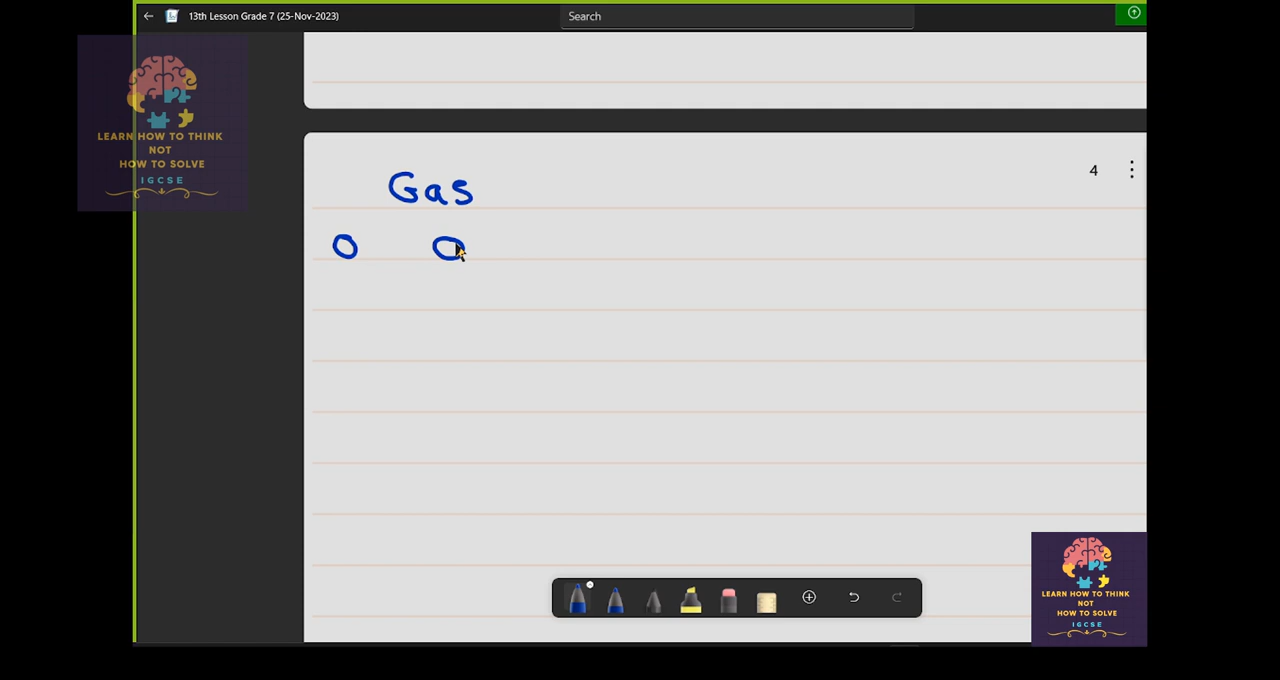 13th Lesson Grade 7 (25-Nov-2023)
Search
LEARN HOW TO THINK
NOT
HOW TO SOLVE
IGCSE
4
Gas
LEARN HOW TO THINK
NOT
HOW TO SOLVE
IGCSE